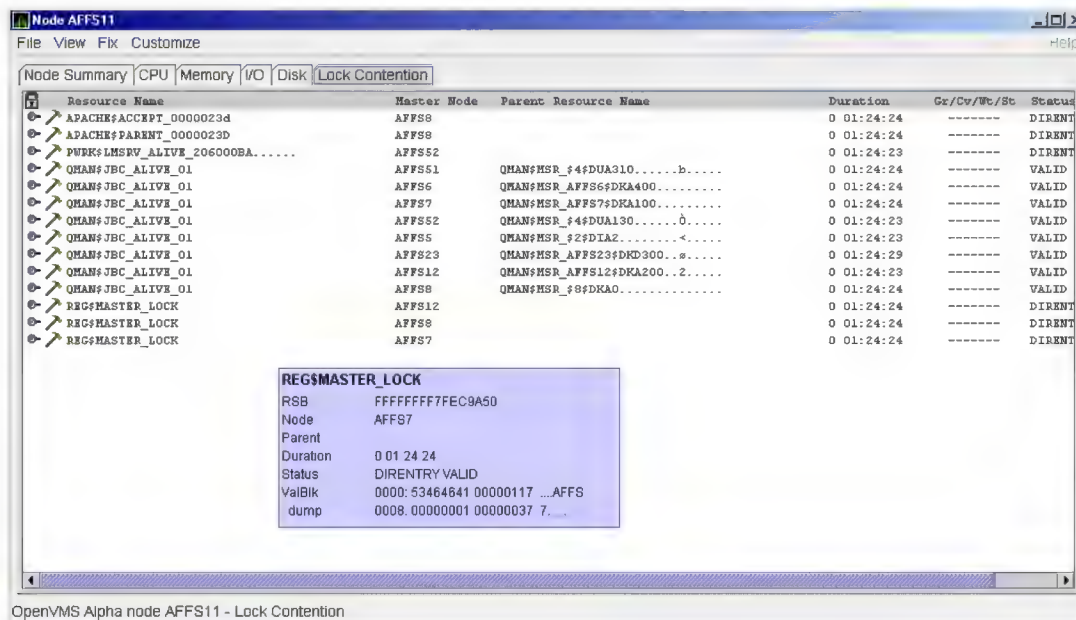 Node AFFS11
File View Fix Customize Help
Node Summary CPU Memory I/O Disk Lock Contention
Resource Name Master Node Parent Resource Name Duration Gr/Cv/Wt/St Status
APACHE$ACCEPT_0000023d AFFS8 0 01:24:24 ------- DIRENT
APACHE$PARENT_0000023D AFFS8 0 01:24:24 ------- DIRENT
PWRK$LMSRV_ALIVE_206000BA...... AFFS52 0 01:24:23 ------- DIRENT
QMAN$JBC_ALIVE_01 AFFS51 QMAN$MSR_$4$DUA310......b..... 0 01:24:24 ------- VALID
QMAN$JBC_ALIVE_01 AFFS6 QMAN$MSR_AFFS6$DKA400......... 0 01:24:24 ------- VALID
QMAN$JBC_ALIVE_01 AFFS7 QMAN$MSR_AFFS7$DKA100......... 0 01:24:24 ------- VALID
QMAN$JBC_ALIVE_01 AFFS52 QMAN$MSR_$4$DUA130......Ò..... 0 01:24:23 ------- VALID
QMAN$JBC_ALIVE_01 AFFS5 QMAN$MSR_$2$DIA2........<..... 0 01:24:23 ------- VALID
QMAN$JBC_ALIVE_01 AFFS23 QMAN$MSR_AFFS23$DKD300..ø..... 0 01:24:29 ------- VALID
QMAN$JBC_ALIVE_01 AFFS12 QMAN$MSR_AFFS12$DKA200..2..... 0 01:24:23 ------- VALID
QMAN$JBC_ALIVE_01 AFFS8 QMAN$MSR_$8$DKA0.............. 0 01:24:24 ------- VALID
REG$MASTER_LOCK AFFS12 0 01:24:24 ------- DIRENT
REG$MASTER_LOCK AFFS8 0 01:24:24 ------- DIRENT
REG$MASTER_LOCK AFFS7 0 01:24:24 ------- DIRENT
REG$MASTER_LOCK
RSB FFFFFFFF7FEC9A50
Node AFFS7
Parent
Duration 0 01 24 24
Status DIRENTRY VALID
ValBlk 0000: 53464641 00000117 ....AFFS
dump 0008. 00000001 00000037 7.....
OpenVMS Alpha node AFFS11 - Lock Contention